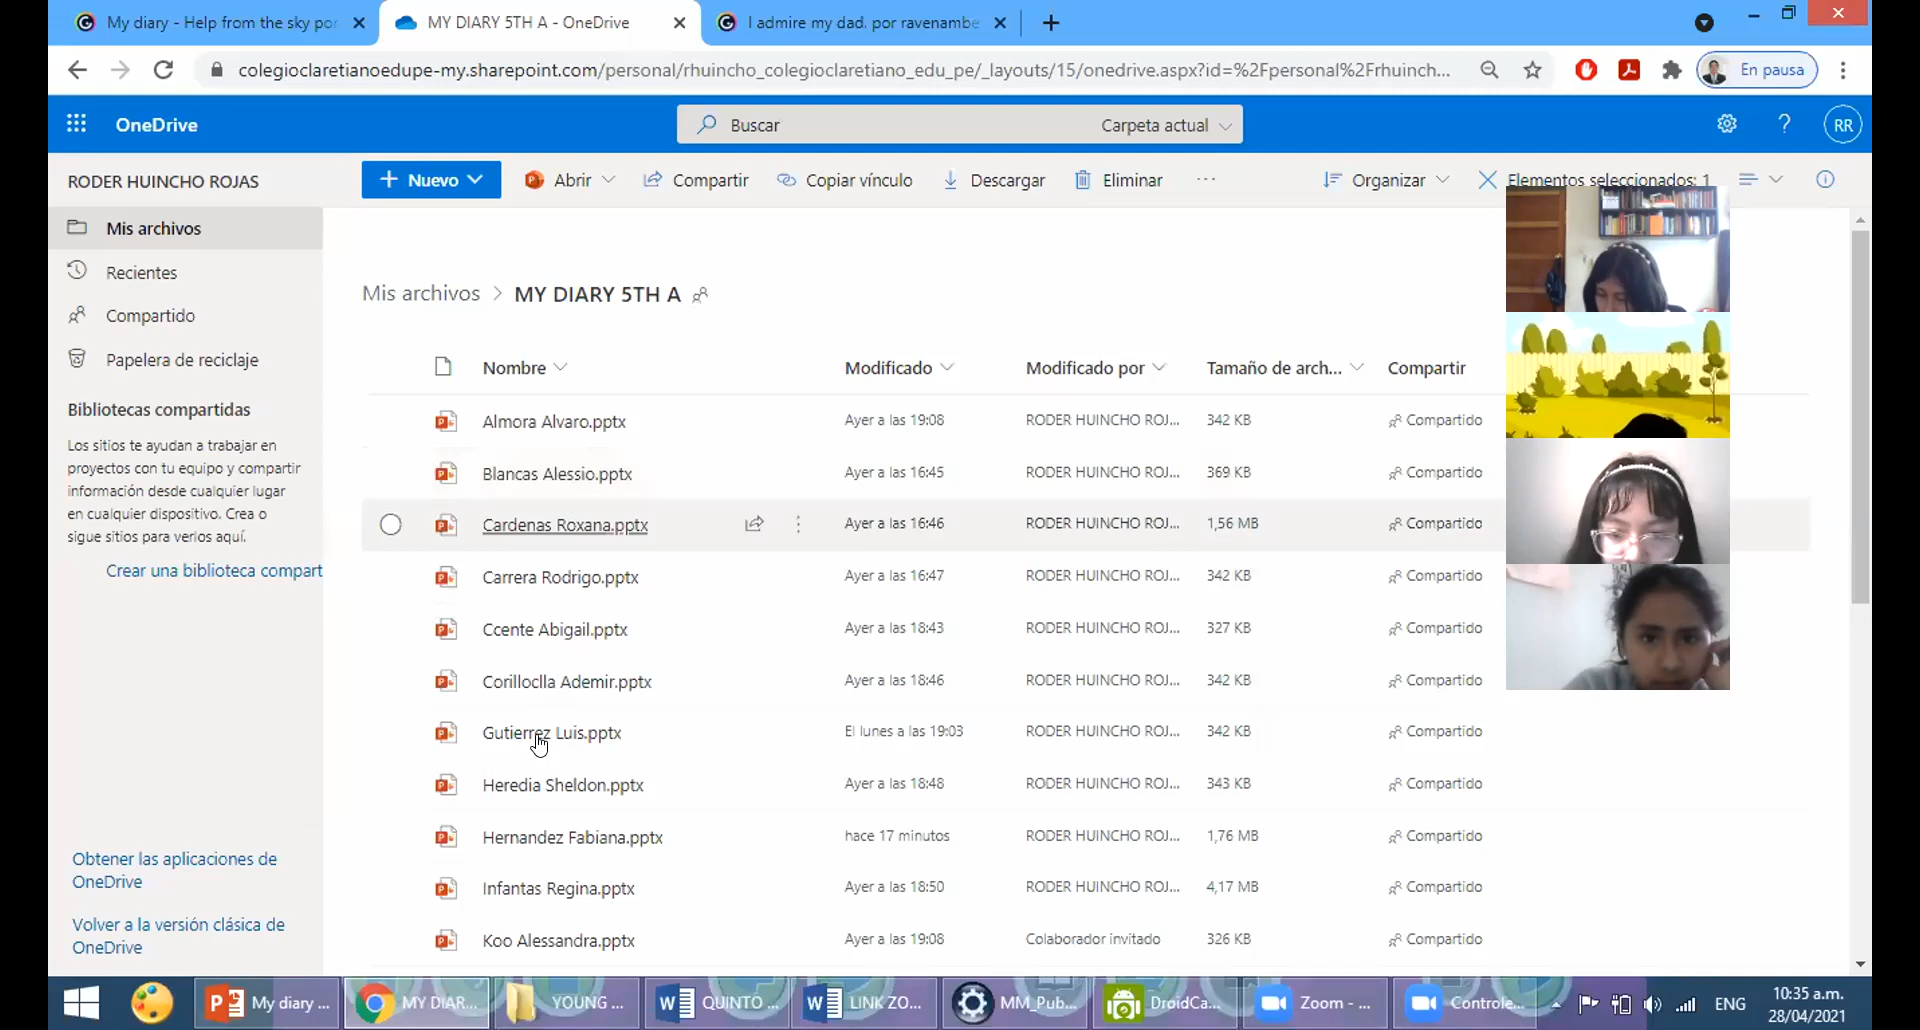 My diary - Help from the sky por
MY DIARY 5TH A - OneDrive
I admire my dad. por ravenambe
colegioclaretianoedupe-my.sharepoint.com/personal/rhuincho_colegioclaretiano_edu_pe/_layouts/15/onedrive.aspx?id=%2Fpersonal%2Frhuinch...
En pausa
OneDrive
Buscar
Carpeta actual
RR
RODER HUINCHO ROJAS
Nuevo
Abrir
Compartir
Copiar vínculo
Descargar
Eliminar
Organizar
Elementos seleccionados: 1
Mis archivos
Recientes
Compartido
Papelera de reciclaje
Bibliotecas compartidas
Los sitios te ayudan a trabajar en
proyectos con tu equipo y compartir
información desde cualquier lugar
en cualquier dispositivo. Crea o
sigue sitios para verlos aquí.
Crear una biblioteca compart
Obtener las aplicaciones de
OneDrive
Volver a la versión clásica de
OneDrive
Mis archivos > MY DIARY 5TH A
Nombre Modificado Modificado por Tamaño de arch... Compartir
Almora Alvaro.pptx Ayer a las 19:08 RODER HUINCHO ROJ... 342 KB Compartido
Blancas Alessio.pptx Ayer a las 16:45 RODER HUINCHO ROJ... 369 KB Compartido
Cardenas Roxana.pptx Ayer a las 16:46 RODER HUINCHO ROJ... 1,56 MB Compartido
Carrera Rodrigo.pptx Ayer a las 16:47 RODER HUINCHO ROJ... 342 KB Compartido
Ccente Abigail.pptx Ayer a las 18:43 RODER HUINCHO ROJ... 327 KB Compartido
Corilloclla Ademir.pptx Ayer a las 18:46 RODER HUINCHO ROJ... 342 KB Compartido
Gutierrez Luis.pptx El lunes a las 19:03 RODER HUINCHO ROJ... 342 KB Compartido
Heredia Sheldon.pptx Ayer a las 18:48 RODER HUINCHO ROJ... 343 KB Compartido
Hernandez Fabiana.pptx hace 17 minutos RODER HUINCHO ROJ... 1,76 MB Compartido
Infantas Regina.pptx Ayer a las 18:50 RODER HUINCHO ROJ... 4,17 MB Compartido
Koo Alessandra.pptx Ayer a las 19:08 Colaborador invitado 326 KB Compartido
My diary ...
MY DIAR...
YOUNG ...
QUINTO ...
LINK ZO...
MM_Pub...
DroidCa...
Zoom - ...
Controle...
ENG
10:35 a.m.
28/04/2021